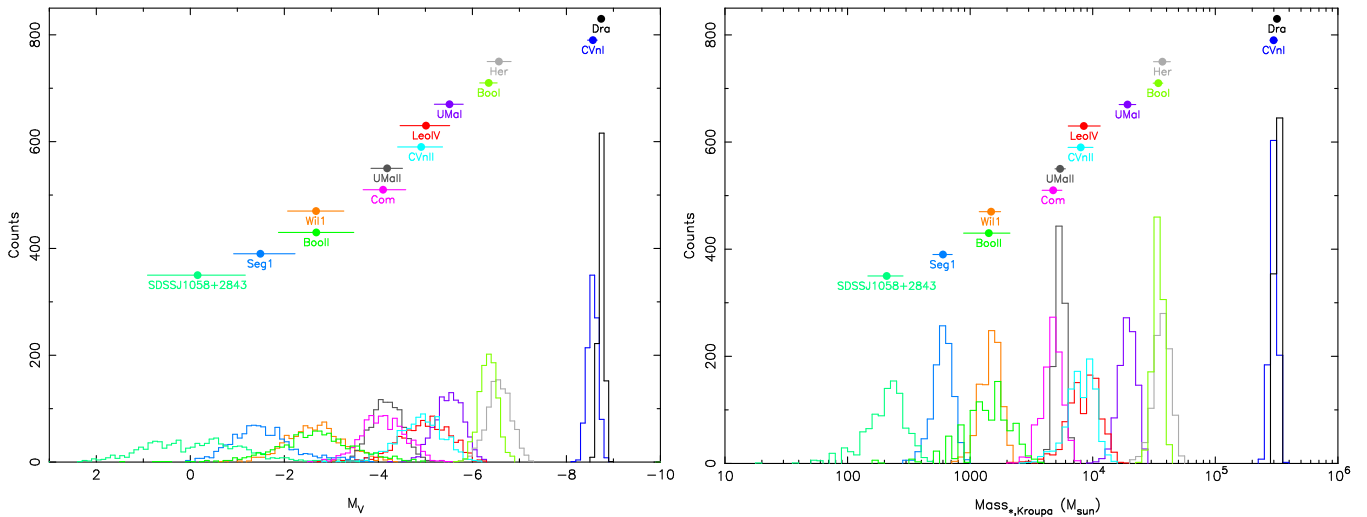 800
600
400
200
0
Counts
2
0
-2
-4
-6
-8
-10
M_V
Dra
CVnI
Her
BooI
UMaI
LeoIV
CVnII
UMaII
Com
Wil1
BooII
Seg1
SDSSJ1058+2843
800
600
400
200
0
Counts
10
100
1000
10^4
10^5
10^6
Mass_*,Kroupa (M_sun)
Dra
CVnI
Her
BooI
UMaI
LeoIV
CVnII
UMaII
Com
Wil1
BooII
Seg1
SDSSJ1058+2843